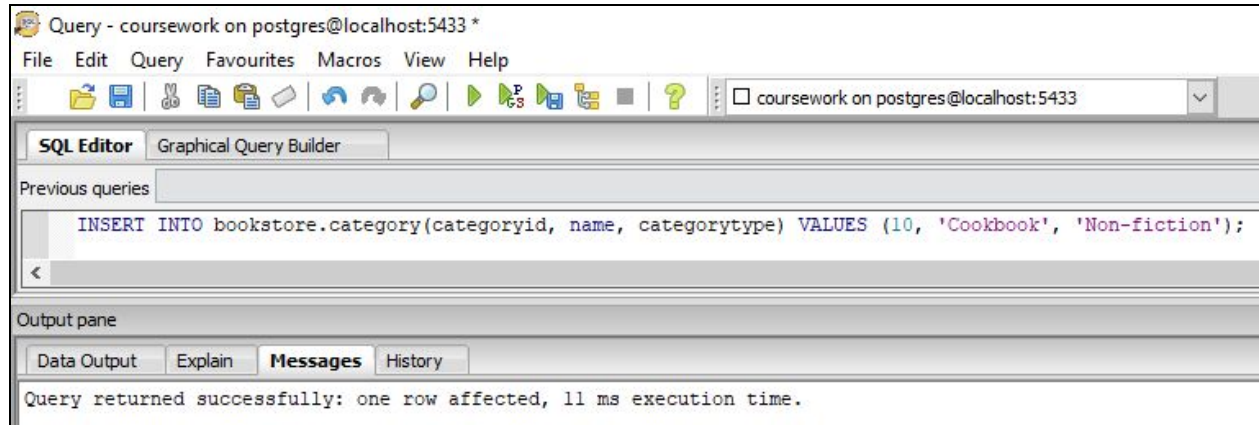 Query - coursework on postgres@localhost:5433 *
File Edit Query Favourites Macros View Help
coursework on postgres@localhost:5433
SQL Editor Graphical Query Builder
Previous queries
INSERT INTO bookstore.category(categoryid, name, categorytype) VALUES (10, 'Cookbook', 'Non-fiction');
Output pane
Data Output Explain Messages History
Query returned successfully: one row affected, 11 ms execution time.